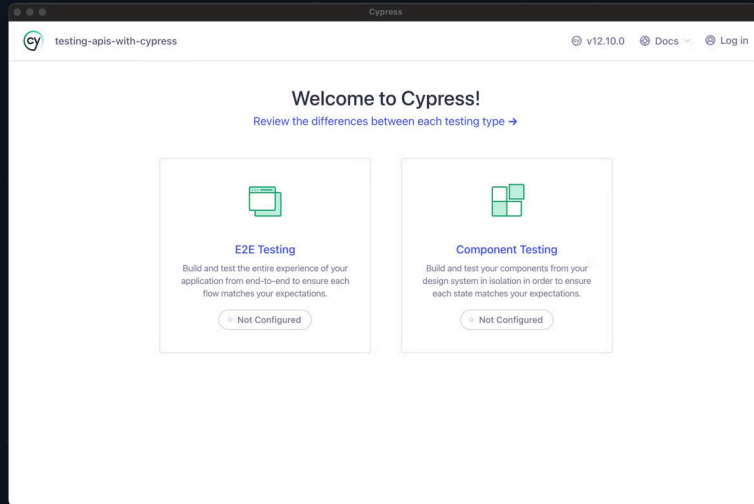 Cypress
cy testing-apis-with-cypress v12.10.0 Docs Log in
Welcome to Cypress!
Review the differences between each testing type →
E2E Testing
Build and test the entire experience of your
application from end-to-end to ensure each
flow matches your expectations.
Not Configured
Component Testing
Build and test your components from your
design system in isolation in order to ensure
each state matches your expectations.
Not Configured